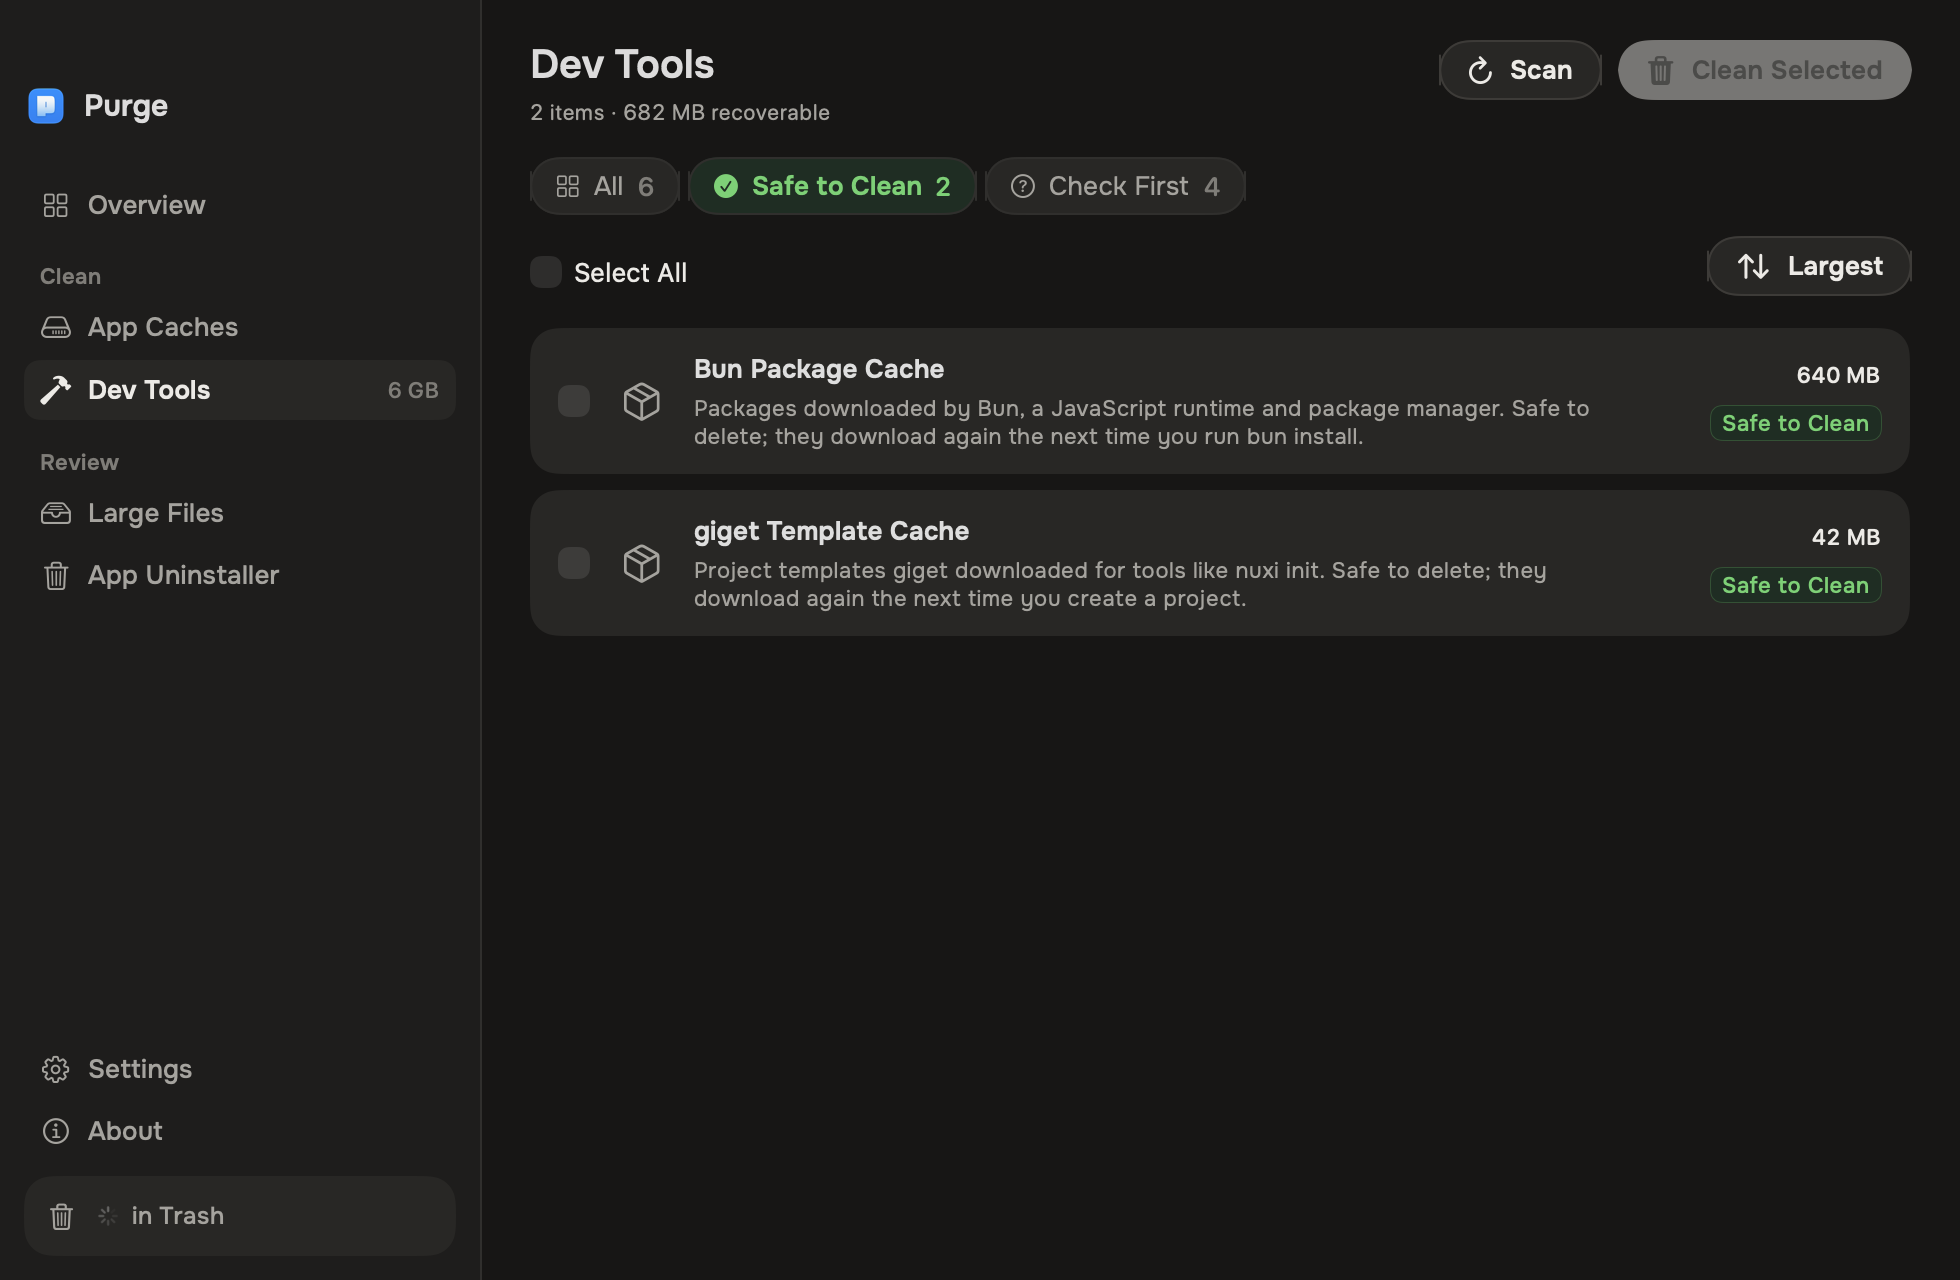 Purge
Overview
Clean
App Caches
Dev Tools 6 GB
Review
Large Files
App Uninstaller
Settings
About
in Trash
Dev Tools
2 items · 682 MB recoverable
Scan
Clean Selected
All 6
Safe to Clean 2
Check First 4
Select All
Largest
Bun Package Cache
Packages downloaded by Bun, a JavaScript runtime and package manager. Safe to
delete; they download again the next time you run bun install.
640 MB
Safe to Clean
giget Template Cache
Project templates giget downloaded for tools like nuxi init. Safe to delete; they
download again the next time you create a project.
42 MB
Safe to Clean